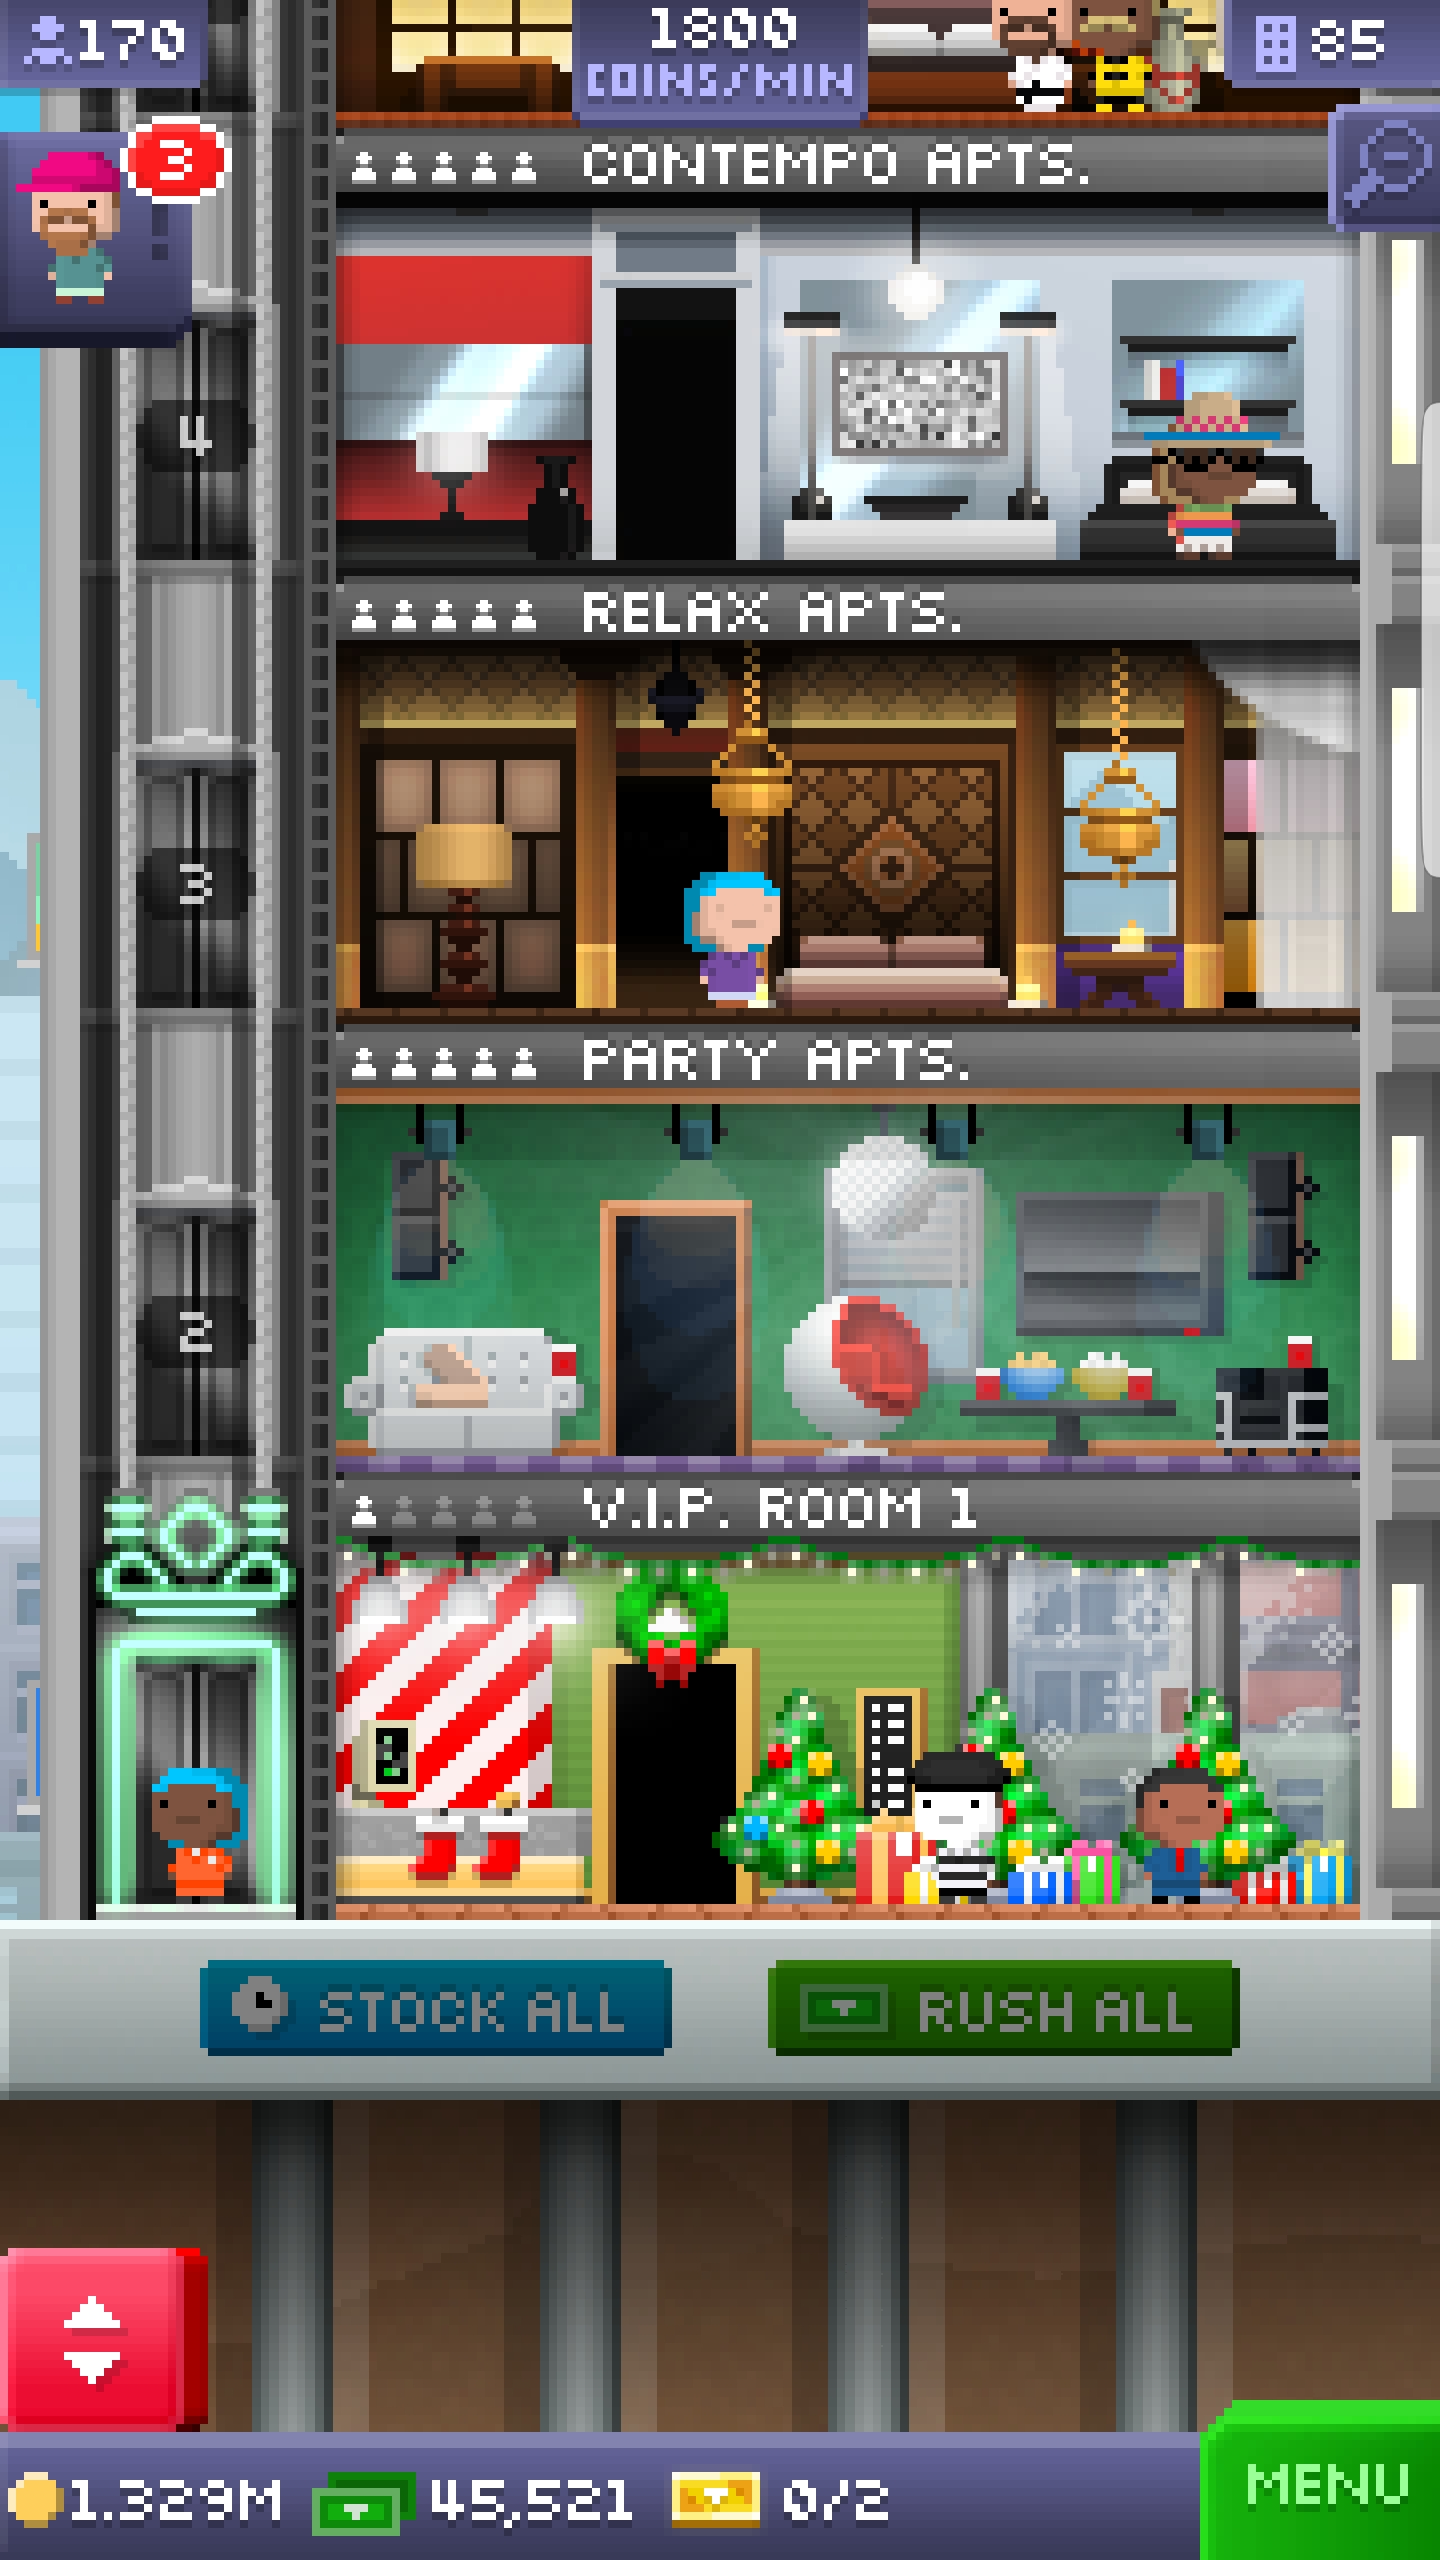 170
1800
COINS/MIN
85
3
CONTEMPO APTS.
4
RELAX APTS.
3
PARTY APTS.
2
V.I.P. ROOM 1
STOCK ALL
RUSH ALL
1.329M
45,521
0/2
MENU